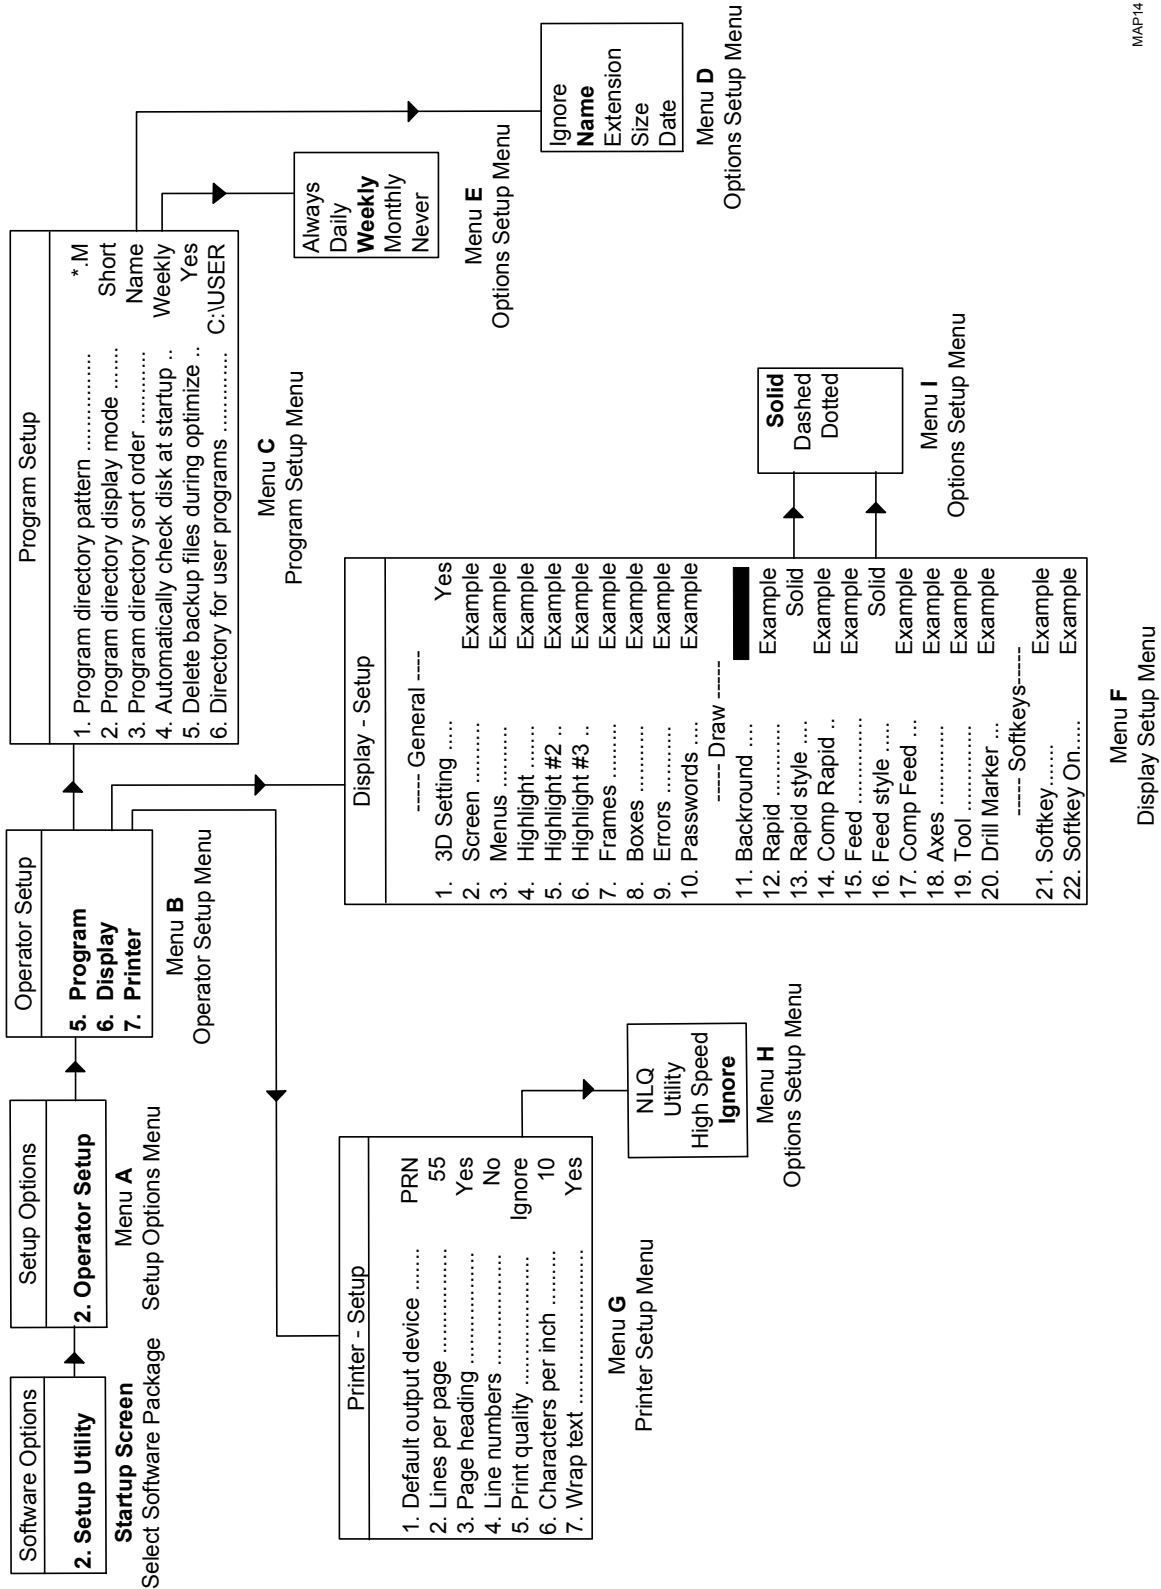 Software Options
2. Setup Utility
Startup Screen
Select Software Package
Setup Options
2. Operator Setup
Menu A
Setup Options Menu
Operator Setup
5. Program
6. Display
7. Printer
Menu B
Operator Setup Menu
Program Setup
1. Program directory pattern ................ *.M
2. Program directory display mode ........ Short
3. Program directory sort order ............ Name
4. Automatically check disk at startup .. Weekly
5. Delete backup files during optimize .. Yes
6. Directory for user programs ............ C:\USER
Menu C
Program Setup Menu
Always
Daily
Weekly
Monthly
Never
Menu E
Options Setup Menu
Ignore
Name
Extension
Size
Date
Menu D
Options Setup Menu
Display - Setup
----- General ----
1. 3D Setting ..... Yes
2. Screen .......... Example
3. Menus ........... Example
4. Highlight ........ Example
5. Highlight #2 .. Example
6. Highlight #3 .. Example
7. Frames ......... Example
8. Boxes ........... Example
9. Errors ........... Example
10. Passwords .... Example
----- Draw -----
11. Backround ....
12. Rapid ............ Example
13. Rapid style .... Solid
14. Comp Rapid .. Example
15. Feed .............. Example
16. Feed style ..... Solid
17. Comp Feed ... Example
18. Axes .............. Example
19. Tool ............... Example
20. Drill Marker ... Example
----- Softkeys-----
21. Softkey......... Example
22. Softkey On..... Example
Menu F
Display Setup Menu
Solid
Dashed
Dotted
Menu I
Options Setup Menu
Printer - Setup
1. Default output device ....... PRN
2. Lines per page ................. 55
3. Page heading .................. Yes
4. Line numbers ................... No
5. Print quality ..................... Ignore
6. Characters per inch ......... 10
7. Wrap text ......................... Yes
Menu G
Printer Setup Menu
NLQ
Utility
High Speed
Ignore
Menu H
Options Setup Menu
MAP14